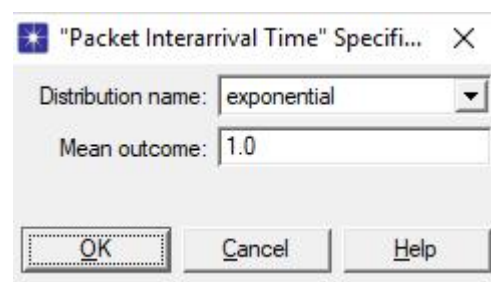 "Packet Interarrival Time" Specifi...
Distribution name: exponential
Mean outcome: 1.0
OK Cancel Help